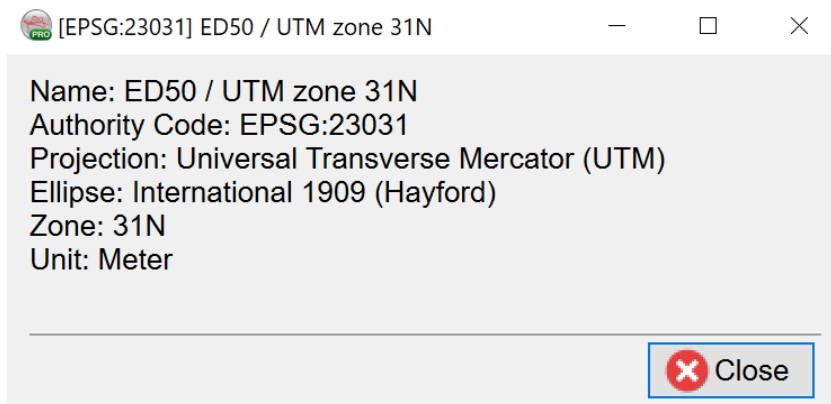 PRO [EPSG:23031] ED50 / UTM zone 31N
Name: ED50 / UTM zone 31N
Authority Code: EPSG:23031
Projection: Universal Transverse Mercator (UTM)
Ellipse: International 1909 (Hayford)
Zone: 31N
Unit: Meter
Close